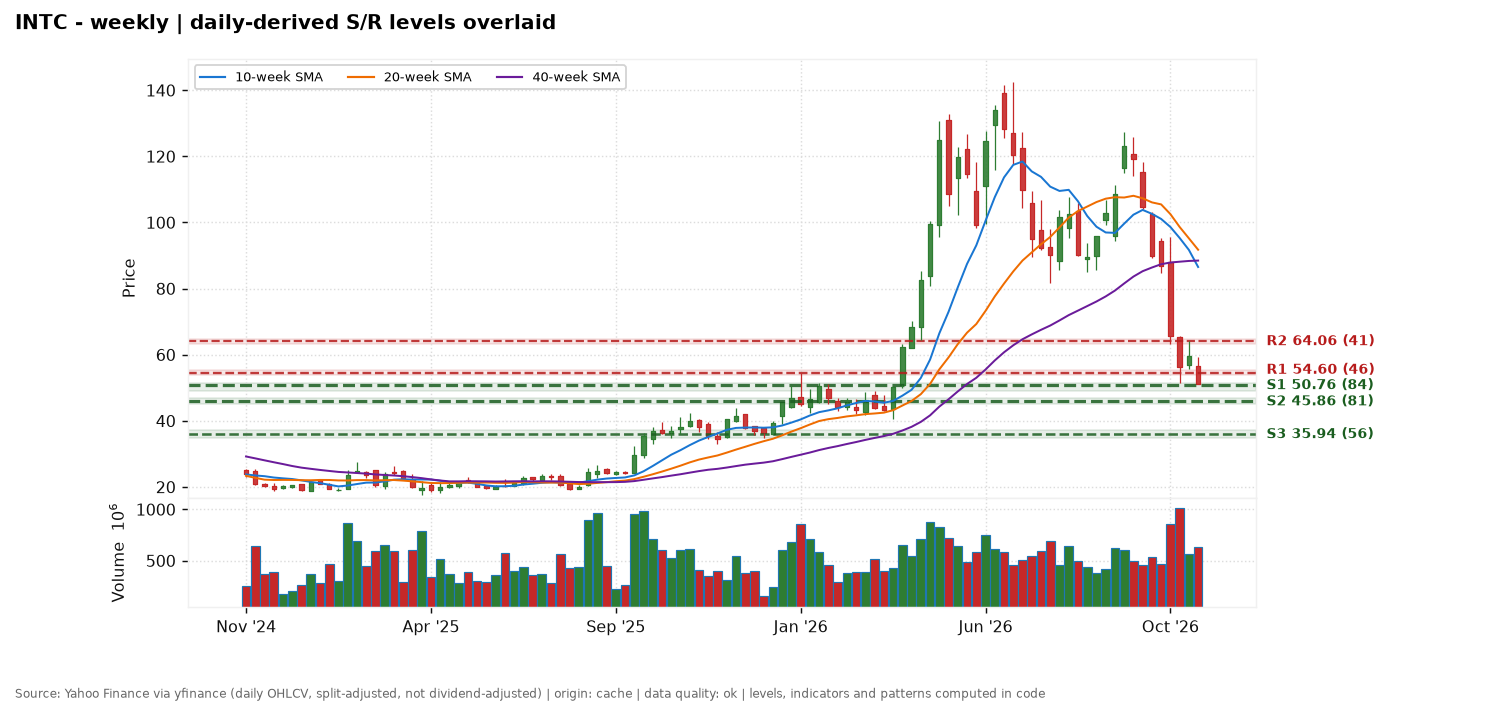 INTC - weekly | daily-derived S/R levels overlaid
10-week SMA
20-week SMA
40-week SMA
Price
140
120
100
80
60
40
20
R2 64.06 (41)
R1 54.60 (46)
S1 50.76 (84)
S2 45.86 (81)
S3 35.94 (56)
Volume 10⁶
1000
500
Nov '24
Apr '25
Sep '25
Jan '26
Jun '26
Oct '26
Source: Yahoo Finance via yfinance (daily OHLCV, split-adjusted, not dividend-adjusted) | origin: cache | data quality: ok | levels, indicators and patterns computed in code